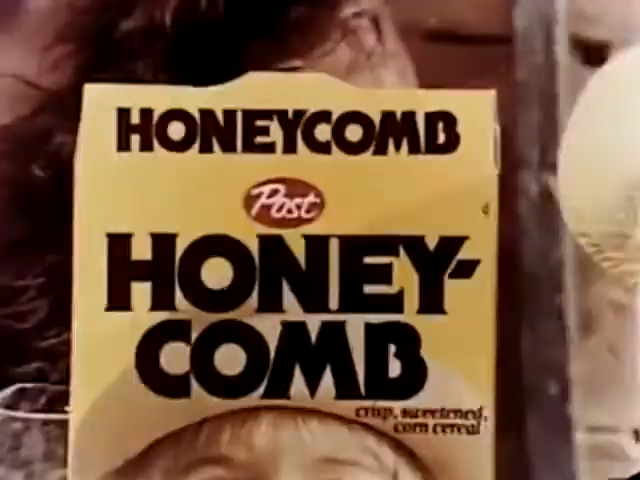 HONEYCOMB
Post
HONEY-
COMB
crisp, sweetened,
corn cereal